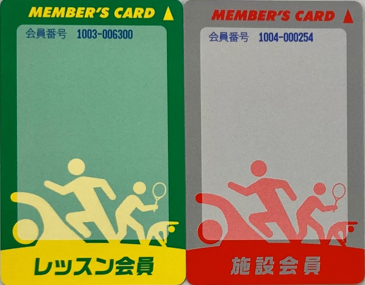 MEMBER'S CARD
会員番号 1003-006300
レッスン会員
MEMBER'S CARD
会員番号 1004-000254
施設会員